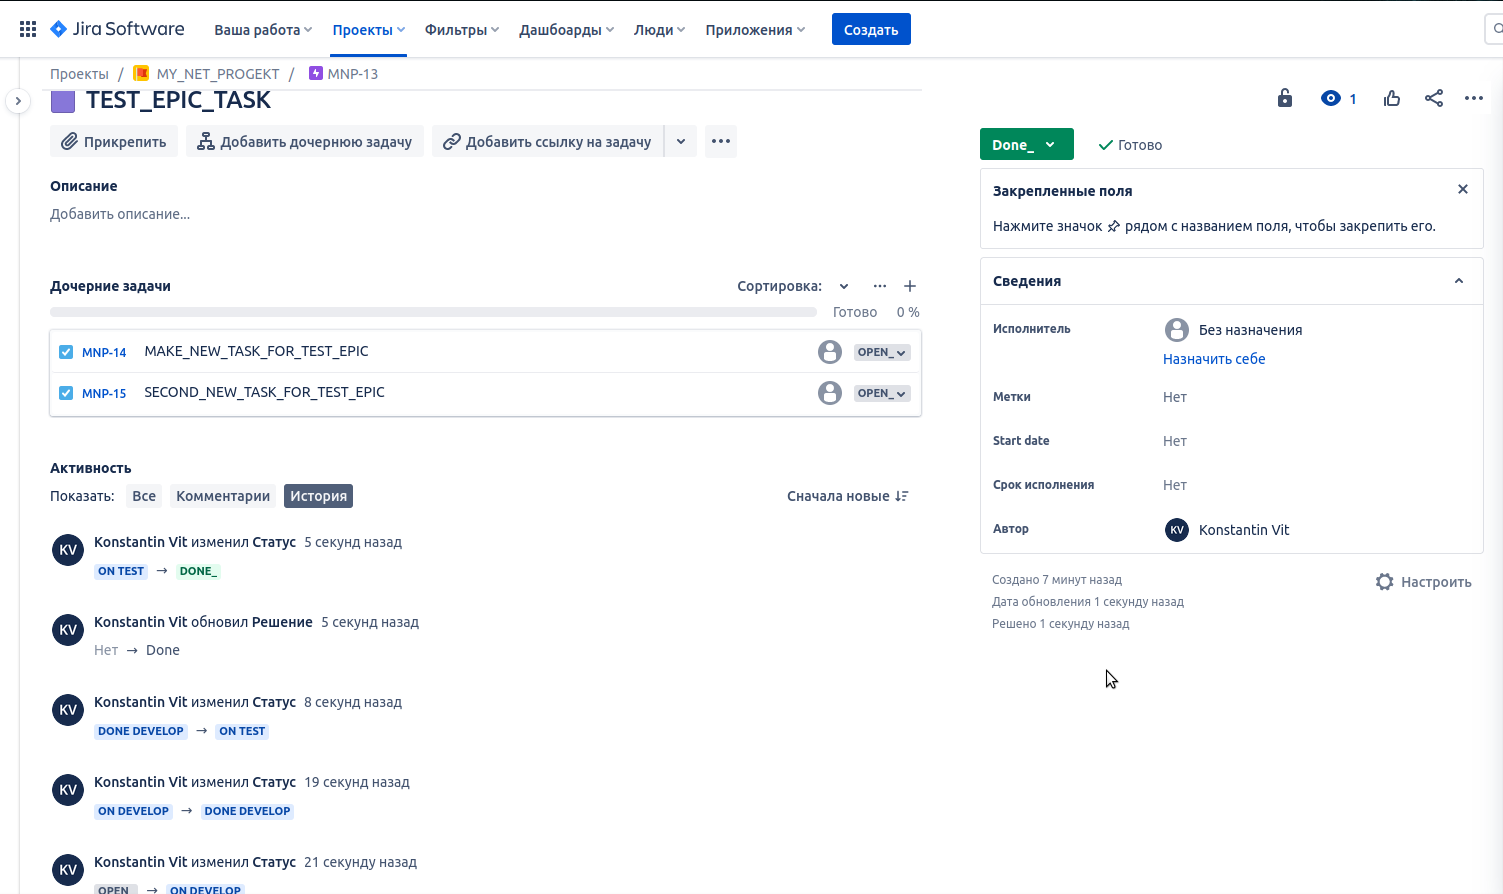 Jira Software Ваша работа Проекты Фильтры Дашборды Люди Приложения Создать
Проекты / MY_NET_PROGEKT / MNP-13
TEST_EPIC_TASK
1
Прикрепить Добавить дочернюю задачу Добавить ссылку на задачу
Описание
Добавить описание...
Дочерние задачи Сортировка:
Готово 0 %
MNP-14 MAKE_NEW_TASK_FOR_TEST_EPIC OPEN_
MNP-15 SECOND_NEW_TASK_FOR_TEST_EPIC OPEN_
Активность
Показать: Все Комментарии История Сначала новые
KV Konstantin Vit изменил Статус 5 секунд назад
ON TEST → DONE_
KV Konstantin Vit обновил Решение 5 секунд назад
Нет → Done
KV Konstantin Vit изменил Статус 8 секунд назад
DONE DEVELOP → ON TEST
KV Konstantin Vit изменил Статус 19 секунд назад
ON DEVELOP → DONE DEVELOP
KV Konstantin Vit изменил Статус 21 секунду назад
OPEN_ → ON DEVELOP
Done_ Готово
Закрепленные поля
Нажмите значок рядом с названием поля, чтобы закрепить его.
Сведения
Исполнитель Без назначения
Назначить себе
Метки Нет
Start date Нет
Срок исполнения Нет
Автор KV Konstantin Vit
Создано 7 минут назад Настроить
Дата обновления 1 секунду назад
Решено 1 секунду назад